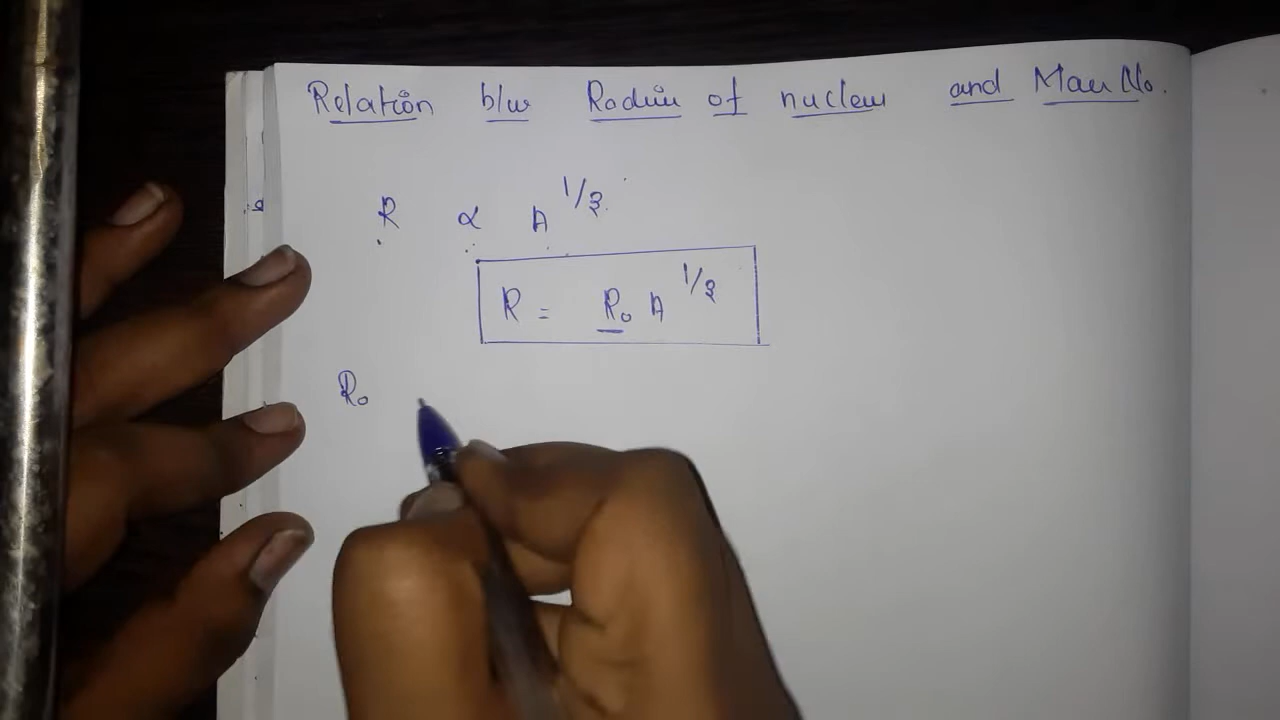 Relation b/w Radius of nucleus and Mass No.
R ∝ A^1/3
R = R₀ A^1/3
R₀